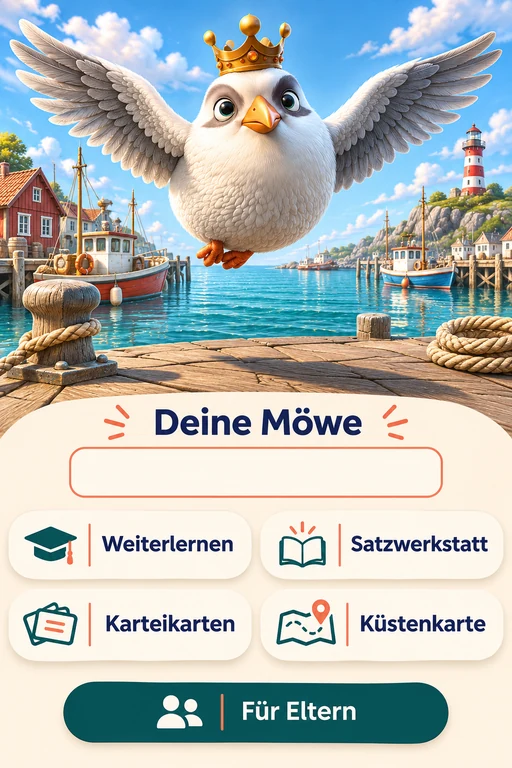 Deine Möwe
Weiterlernen
Satzwerkstatt
Karteikarten
Küstenkarte
Für Eltern